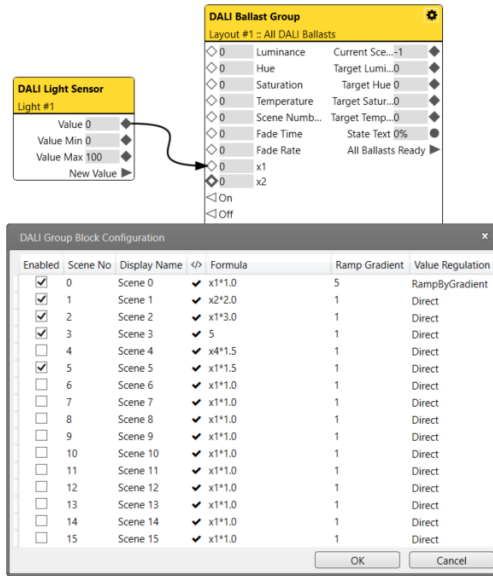 DALI Ballast Group
Layout #1 :: All DALI Ballasts
0 Luminance Current Sce...-1
0 Hue Target Lumi...0
0 Saturation Target Hue 0
0 Temperature Target Satur...0
0 Scene Numb... Target Temp...0
0 Fade Time State Text 0%
0 Fade Rate All Ballasts Ready
0 x1
0 x2
On
Off
DALI Light Sensor
Light #1
Value 0
Value Min 0
Value Max 100
New Value
DALI Group Block Configuration x
Enabled Scene No Display Name </> Formula Ramp Gradient Value Regulation
0 Scene 0 x1*1.0 5 RampByGradient
1 Scene 1 x2*2.0 1 Direct
2 Scene 2 x1*3.0 1 Direct
3 Scene 3 5 1 Direct
4 Scene 4 x4*1.5 1 Direct
5 Scene 5 x1*1.5 1 Direct
6 Scene 6 x1*1.0 1 Direct
7 Scene 7 x1*1.0 1 Direct
8 Scene 8 x1*1.0 1 Direct
9 Scene 9 x1*1.0 1 Direct
10 Scene 10 x1*1.0 1 Direct
11 Scene 11 x1*1.0 1 Direct
12 Scene 12 x1*1.0 1 Direct
13 Scene 13 x1*1.0 1 Direct
14 Scene 14 x1*1.0 1 Direct
15 Scene 15 x1*1.0 1 Direct
OK Cancel